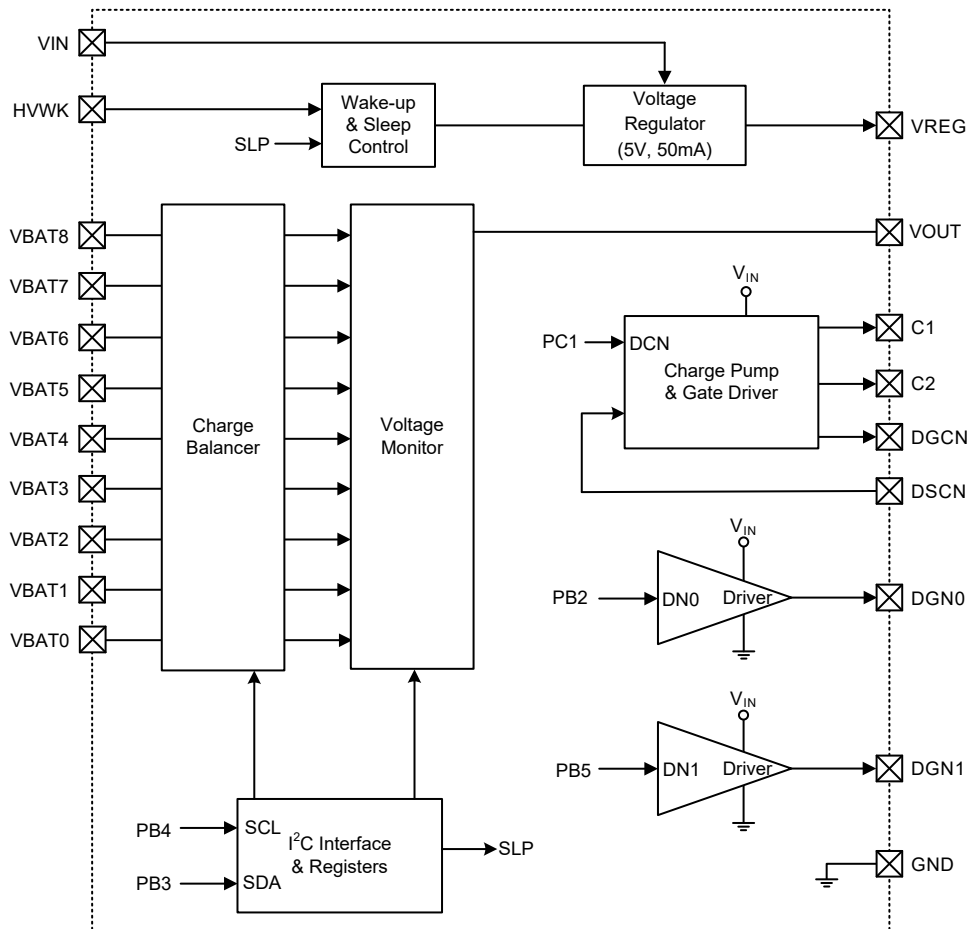 VIN
HVWK
Wake-up
& Sleep
Control
SLP
Voltage
Regulator
(5V, 50mA)
VREG
VBAT8
VBAT7
VBAT6
VBAT5
VBAT4
VBAT3
VBAT2
VBAT1
VBAT0
Charge
Balancer
Voltage
Monitor
VOUT
VIN
PC1
DCN
Charge Pump
& Gate Driver
C1
C2
DGCN
DSCN
VIN
PB2
DN0
Driver
DGN0
VIN
PB5
DN1
Driver
DGN1
PB4
SCL
I²C Interface
& Registers
PB3
SDA
SLP
GND